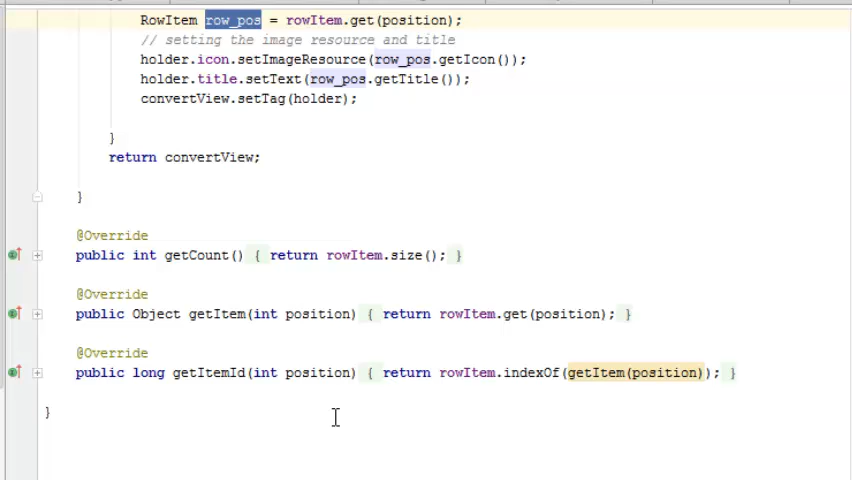 RowItem row_pos = rowItem.get(position);
// setting the image resource and title
holder.icon.setImageResource(row_pos.getIcon());
holder.title.setText(row_pos.getTitle());
convertView.setTag(holder);
}
return convertView;
}
@Override
public int getCount() { return rowItem.size(); }
@Override
public Object getItem(int position) { return rowItem.get(position); }
@Override
public long getItemId(int position) { return rowItem.indexOf(getItem(position)); }
}